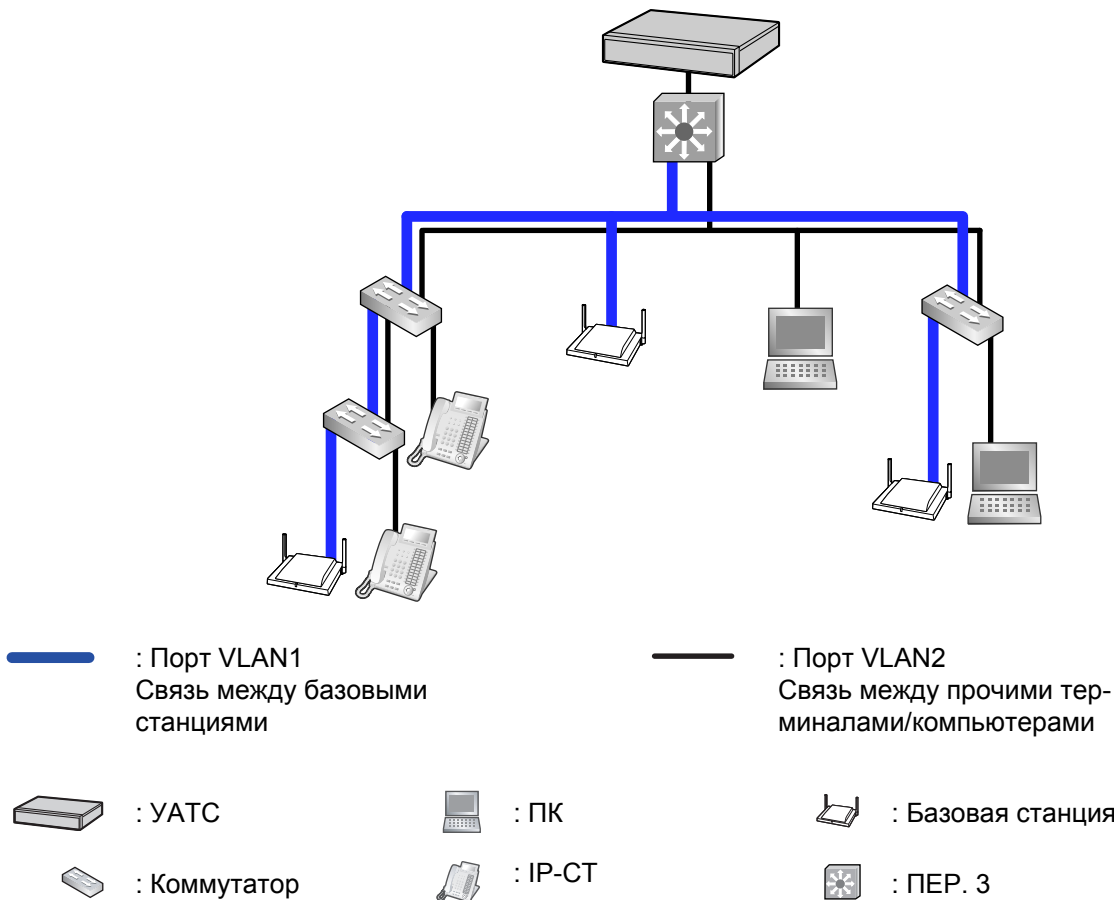 : Порт VLAN1
Связь между базовыми
станциями
: Порт VLAN2
Связь между прочими тер-
миналами/компьютерами
: УАТС
: ПК
: Базовая станция
: Коммутатор
: IP-СТ
: ПЕР. 3